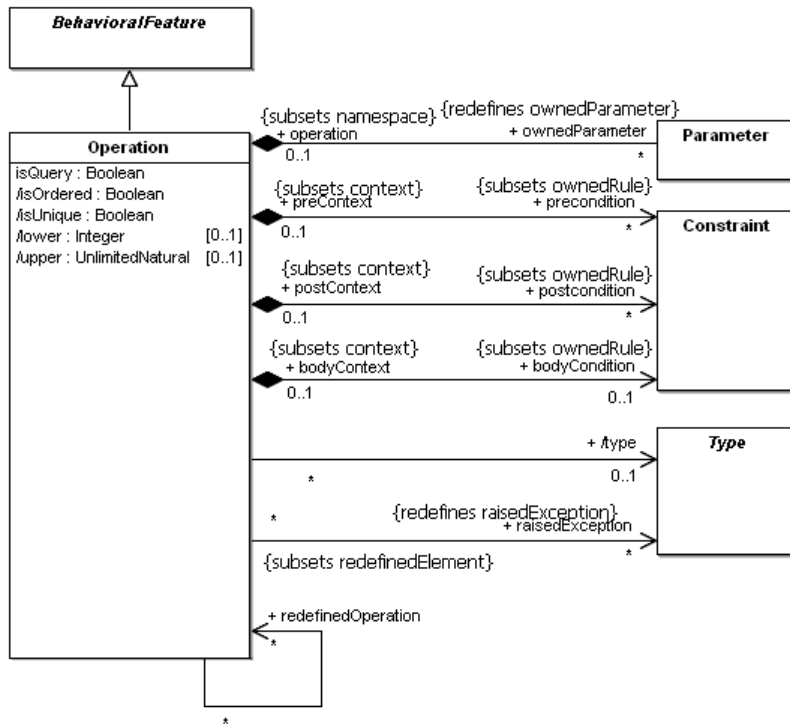 BehavioralFeature
Operation
isQuery : Boolean
/isOrdered : Boolean
/isUnique : Boolean
/lower : Integer [0..1]
/upper : UnlimitedNatural [0..1]
{subsets namespace} {redefines ownedParameter}
+ operation + ownedParameter
0..1 *
Parameter
{subsets context} {subsets ownedRule}
+ preContext + precondition
0..1 *
Constraint
{subsets context} {subsets ownedRule}
+ postContext + postcondition
0..1 *
{subsets context} {subsets ownedRule}
+ bodyContext + bodyCondition
0..1 0..1
Type
+ /type
* 0..1
* {redefines raisedException}
+ raisedException
*
{subsets redefinedElement}
+ redefinedOperation
*
*